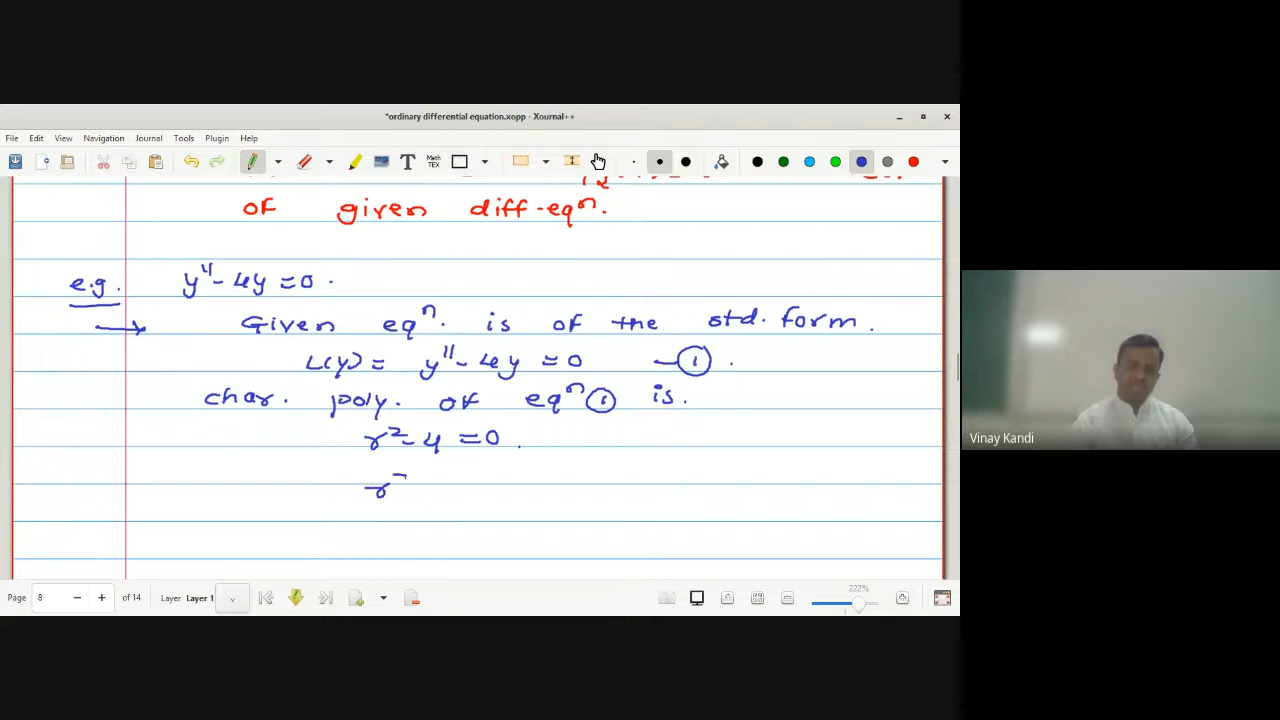 *ordinary differential equation.xopp - Xournal++
File Edit View Navigation Journal Tools Plugin Help
of given diff-eqⁿ.
e.g. y'' - 4y = 0.
→ Given eqⁿ. is of the std. form.
L(y) = y'' - 4y = 0 —①.
char. poly. of eqⁿ ① is.
r² - 4 = 0.
r
Page 8 of 14 Layer Layer 1 222%
Vinay Kandi